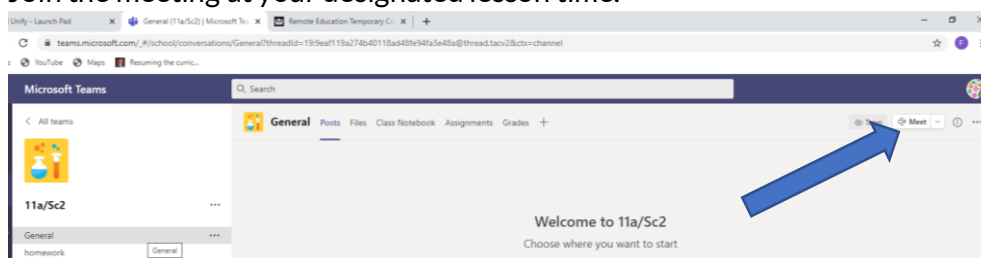 Join the meeting at your designated lesson time.
Unify - Launch Pad
General (11a/Sc2) | Microsoft Te
Remote Education Temporary Co
teams.microsoft.com/_#/school/conversations/General?threadId=19:9eaf119a274b40118ad48fe94fa3e48a@thread.tacv2&ctx=channel
YouTube Maps Resuming the curric...
Microsoft Teams
Search
< All teams
General Posts Files Class Notebook Assignments Grades +
Meet
11a/Sc2
Welcome to 11a/Sc2
General
Choose where you want to start
homework
General